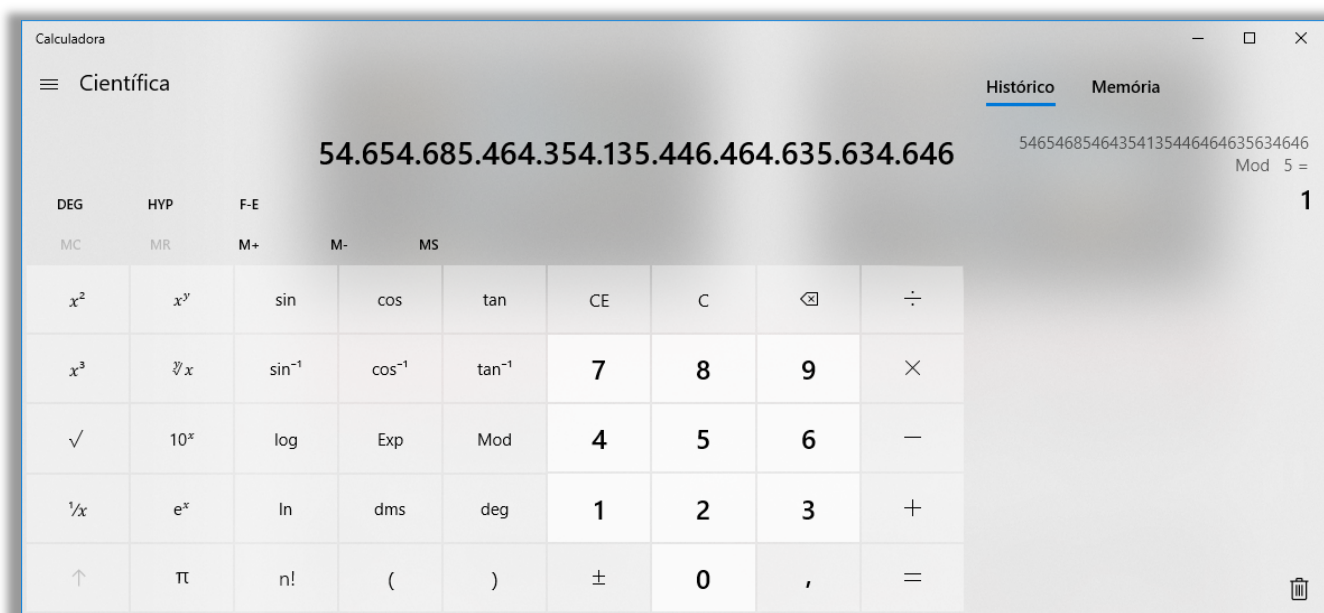 Calculadora
Científica
Histórico Memória
54.654.685.464.354.135.446.464.635.634.646
54654685464354135446464635634646
Mod 5 =
1
DEG HYP F-E
MC MR M+ M- MS
x² xʸ sin cos tan CE C ÷
x³ ʸ√x sin⁻¹ cos⁻¹ tan⁻¹ 7 8 9 ×
√ 10ˣ log Exp Mod 4 5 6 −
¹/x eˣ ln dms deg 1 2 3 +
↑ π n! ( ) ± 0 , =